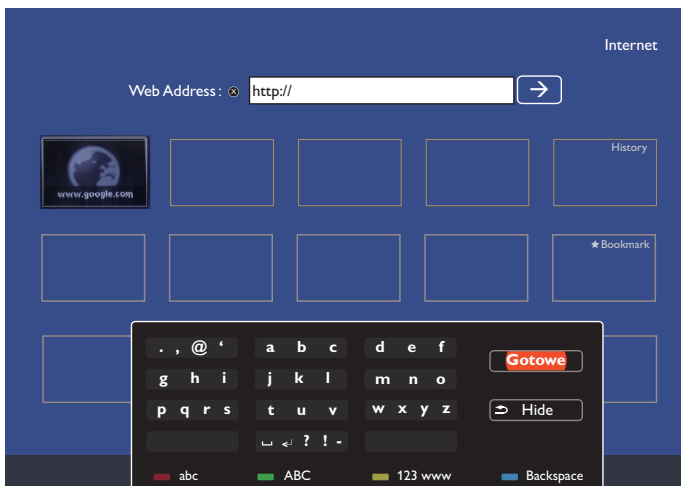 Internet
Web Address : ⊗ http:// →
www.google.com
History
★Bookmark
. , @ ‘ a b c d e f
Gotowe
g h i j k l m n o
p q r s t u v w x y z
Hide
␣ ↵ ? ! -
abc ABC 123 www Backspace